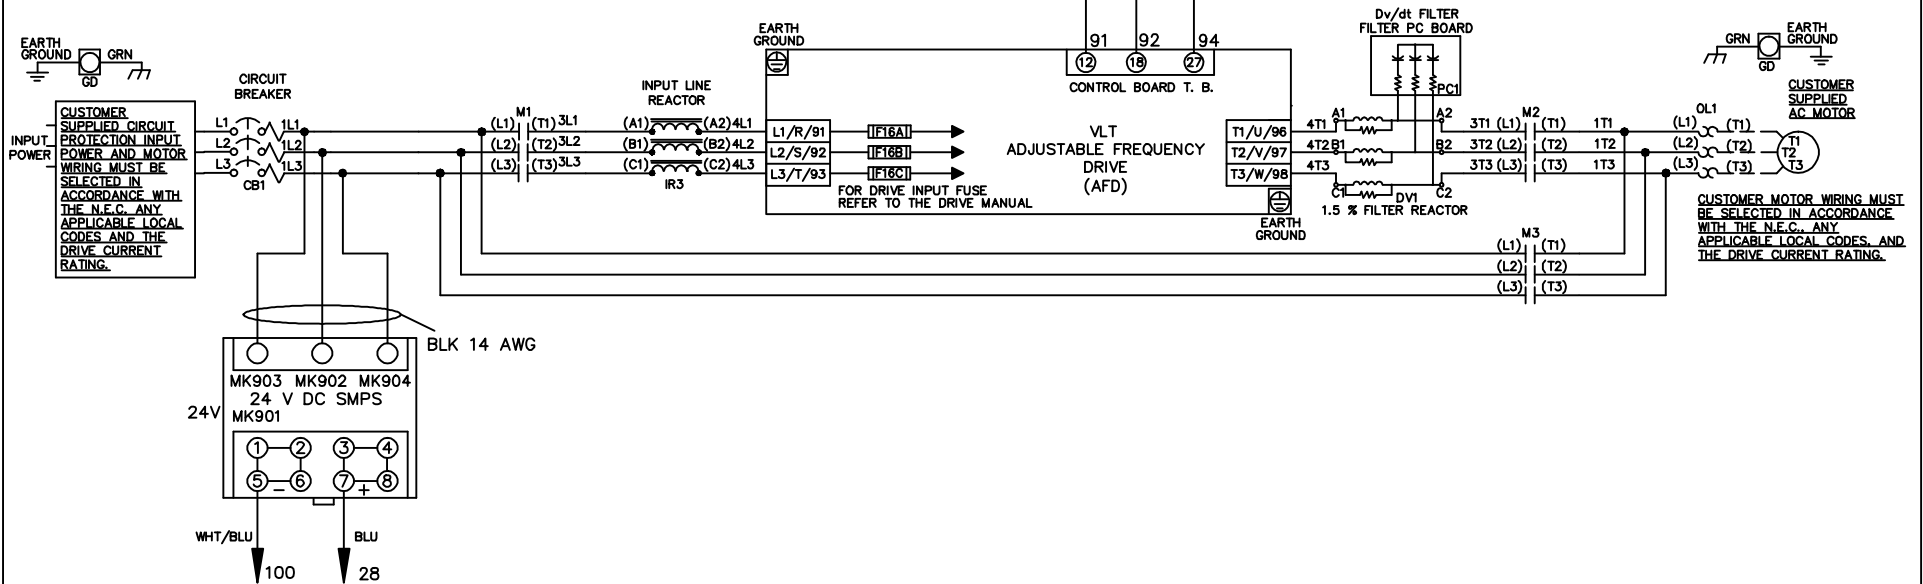 EARTH
GROUND
GRN
GD
CIRCUIT
BREAKER
CUSTOMER
SUPPLIED CIRCUIT
PROTECTION INPUT
POWER AND MOTOR
WIRING MUST BE
SELECTED IN
ACCORDANCE WITH
THE N.E.C. ANY
APPLICABLE LOCAL
CODES AND THE
DRIVE CURRENT
RATING.
INPUT
POWER
L1
L2
L3
1L1
1L2
1L3
CB1
M1
(L1) (T1) 3L1
(L2) (T2) 3L2
(L3) (T3) 3L3
INPUT LINE
REACTOR
(A1) (A2) 4L1
(B1) (B2) 4L2
(C1) (C2) 4L3
IR3
EARTH
GROUND
L1/R/91
L2/S/92
L3/T/93
F16A
F16B
F16C
FOR DRIVE INPUT FUSE
REFER TO THE DRIVE MANUAL
91 92 94
12 18 27
CONTROL BOARD T. B.
VLT
ADJUSTABLE FREQUENCY
DRIVE
(AFD)
T1/U/96
T2/V/97
T3/W/98
EARTH
GROUND
Dv/dt FILTER
FILTER PC BOARD
PC1
4T1 A1 A2
4T2 B1 B2
4T3 C1 C2
DV1
1.5 % FILTER REACTOR
M2
3T1 (L1) (T1) 1T1
3T2 (L2) (T2) 1T2
3T3 (L3) (T3) 1T3
M3
(L1) (T1)
(L2) (T2)
(L3) (T3)
OL1
(L1) (T1)
(L2) (T2)
(L3) (T3)
T1
T2
T3
GRN
GD
EARTH
GROUND
CUSTOMER
SUPPLIED
AC MOTOR
CUSTOMER MOTOR WIRING MUST
BE SELECTED IN ACCORDANCE
WITH THE N.E.C., ANY
APPLICABLE LOCAL CODES, AND
THE DRIVE CURRENT RATING.
BLK 14 AWG
MK903 MK902 MK904
24 V DC SMPS
24V
MK901
1 2 3 4
5 6 7 8
- +
WHT/BLU
BLU
100
28